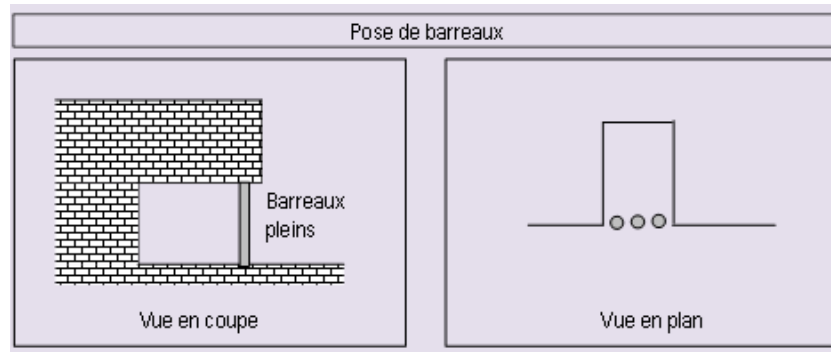 Pose de barreaux
Barreaux
pleins
Vue en coupe
Vue en plan